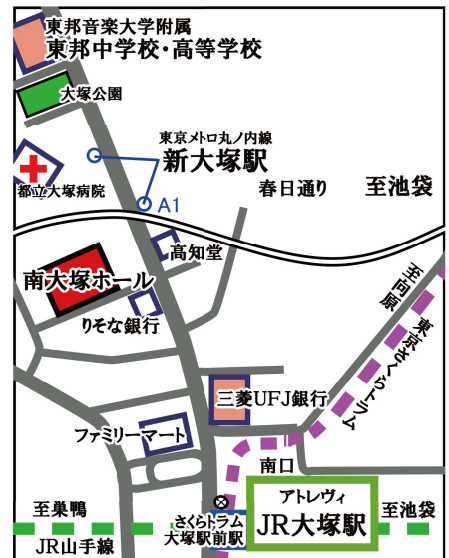 東邦音楽大学附属
東邦中学校・高等学校
大塚公園
東京メトロ丸ノ内線
新大塚駅
都立大塚病院
A1
春日通り
至池袋
高知堂
南大塚ホール
りそな銀行
至向原
東京さくらトラム
三菱UFJ銀行
ファミリーマート
南口
アトレヴィ
JR大塚駅
さくらトラム
大塚駅前駅
至巣鴨
JR山手線
至池袋